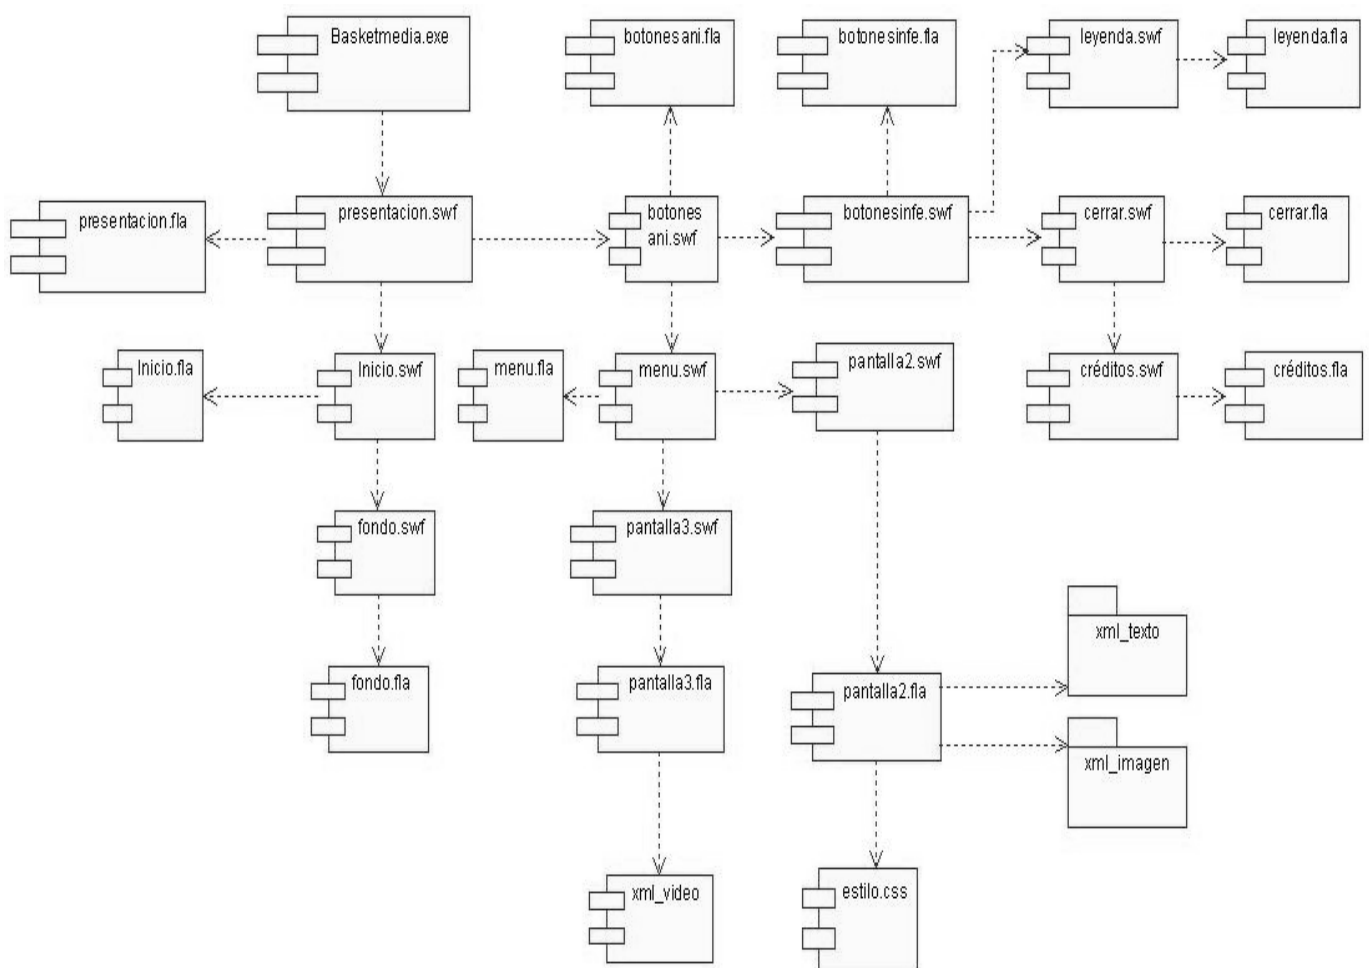 Basketmedia.exe
botonesani.fla
botonesinfe.fla
leyenda.swf
leyenda.fla
presentacion.fla
presentacion.swf
botones
ani.swf
botonesinfe.swf
cerrar.swf
cerrar.fla
Inicio.fla
Inicio.swf
menu.fla
menu.swf
pantalla2.swf
créditos.swf
créditos.fla
fondo.swf
pantalla3.swf
xml_texto
fondo.fla
pantalla3.fla
pantalla2.fla
xml_imagen
xml_video
estilo.css